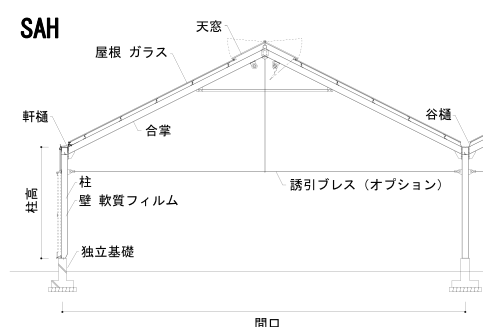 SAH
天窓
屋根 ガラス
軒樋
谷樋
合掌
柱
誘引ブレス（オプション）
壁 軟質フィルム
柱高
独立基礎
間口